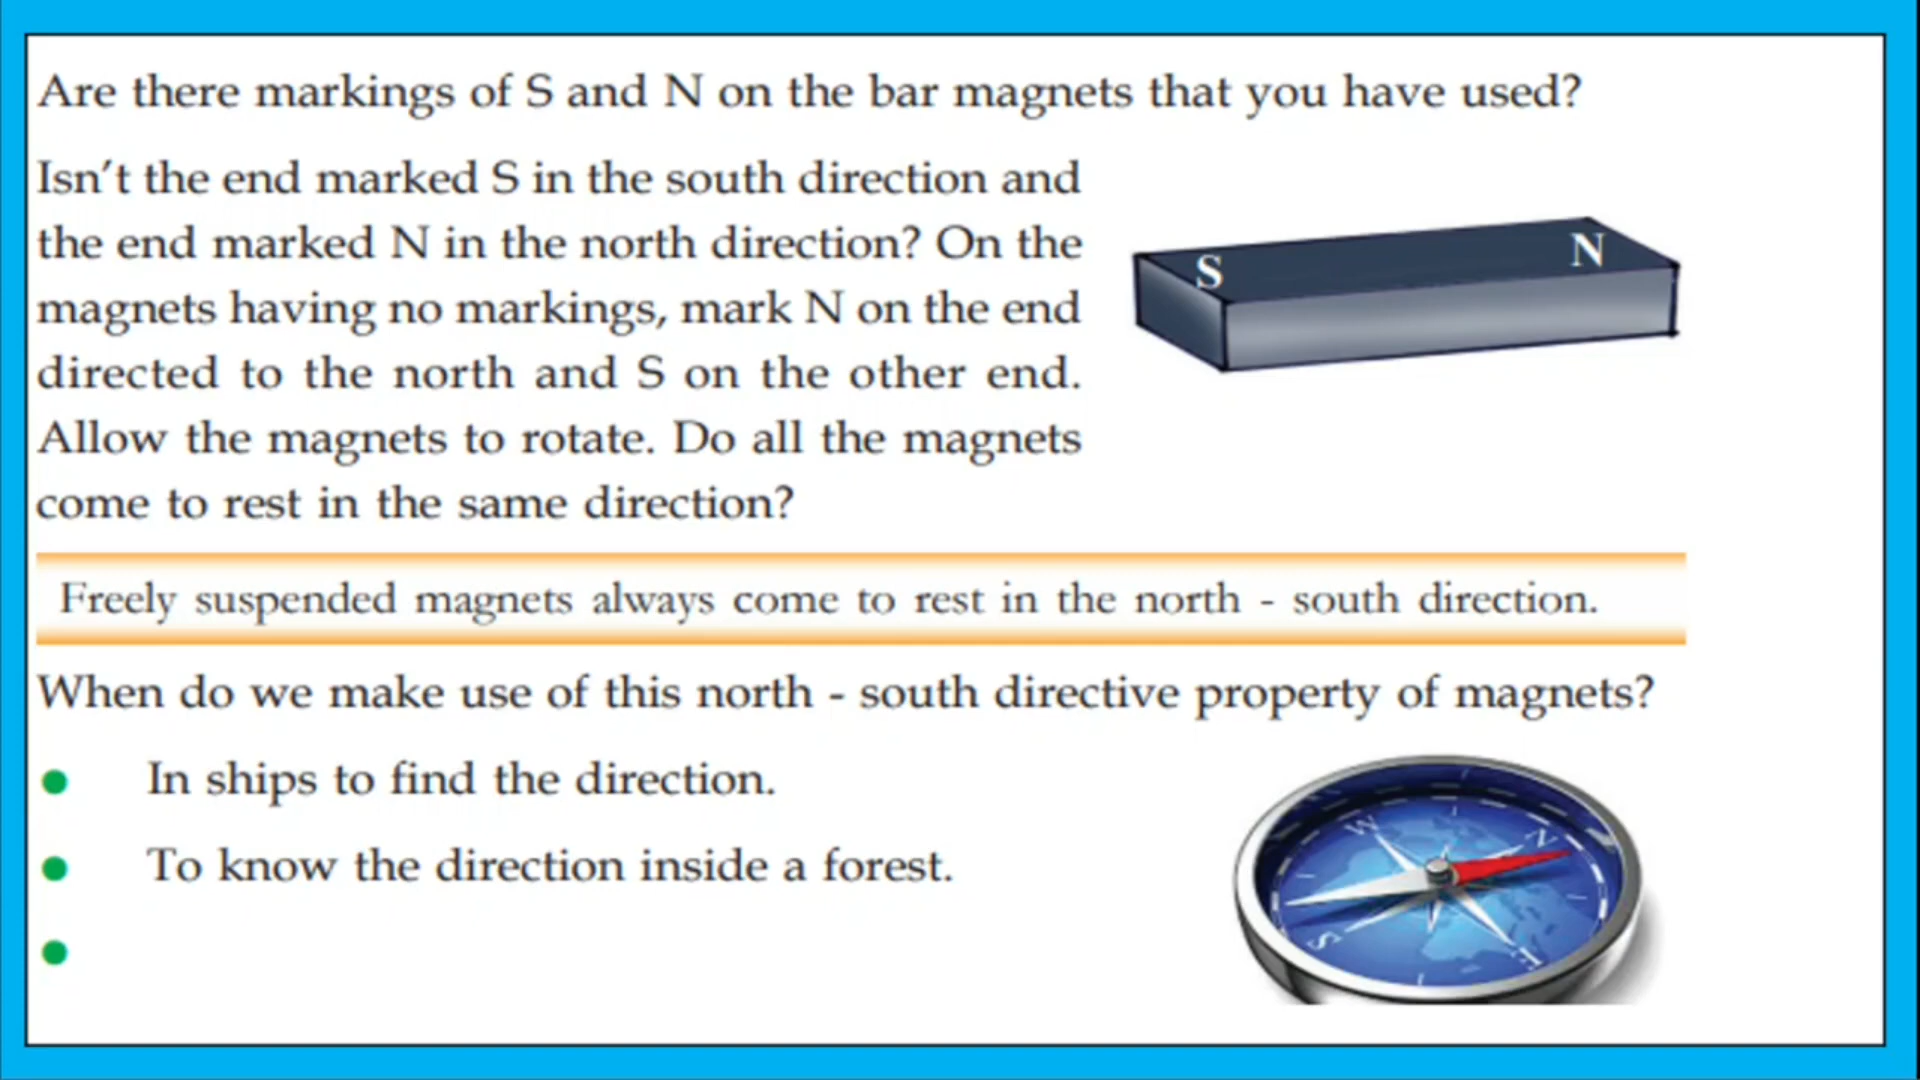 Are there markings of S and N on the bar magnets that you have used?
Isn’t the end marked S in the south direction and
the end marked N in the north direction? On the
magnets having no markings, mark N on the end
directed to the north and S on the other end.
Allow the magnets to rotate. Do all the magnets
come to rest in the same direction?
S N
Freely suspended magnets always come to rest in the north - south direction.
When do we make use of this north - south directive property of magnets?
● In ships to find the direction.
● To know the direction inside a forest.
●
W N
S E